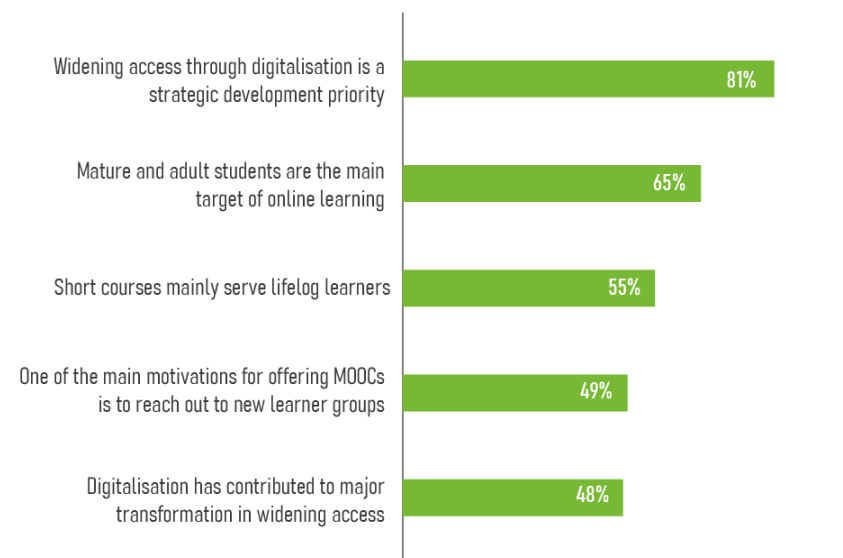 Widening access through digitalisation is a
strategic development priority
81%
Mature and adult students are the main
target of online learning
65%
Short courses mainly serve lifelog learners
55%
One of the main motivations for offering MOOCs
is to reach out to new learner groups
49%
Digitalisation has contributed to major
transformation in widening access
48%